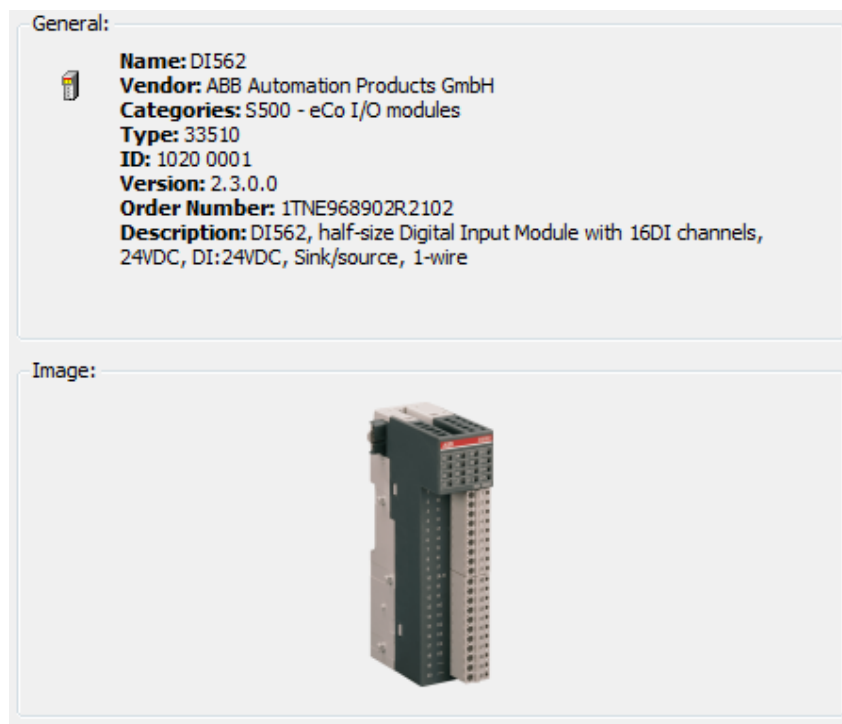 General:
Name: DI562
Vendor: ABB Automation Products GmbH
Categories: S500 - eCo I/O modules
Type: 33510
ID: 1020 0001
Version: 2.3.0.0
Order Number: 1TNE968902R2102
Description: DI562, half-size Digital Input Module with 16DI channels,
24VDC, DI:24VDC, Sink/source, 1-wire
Image: